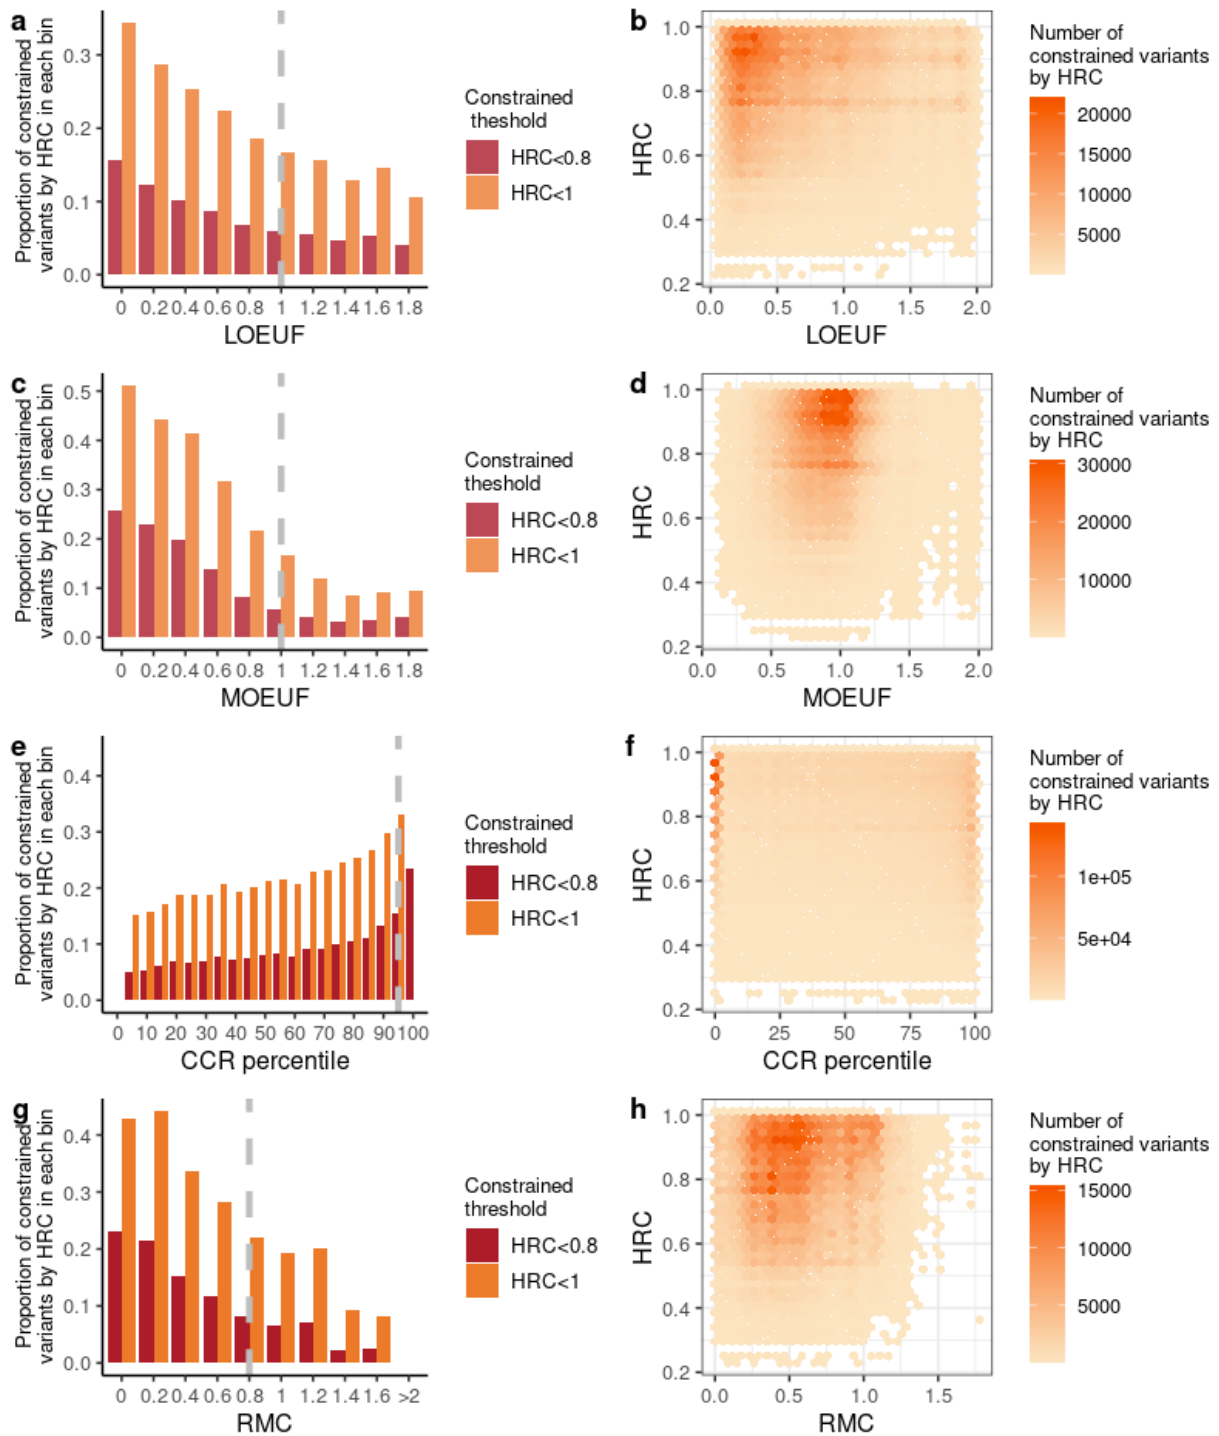 a
Proportion of constrained
variants by HRC in each bin
0.3
0.2
0.1
0.0
0 0.2 0.4 0.6 0.8 1 1.2 1.4 1.6 1.8
LOEUF
Constrained
theshold
HRC<0.8
HRC<1
b
HRC
1.0
0.8
0.6
0.4
0.2
0.0 0.5 1.0 1.5 2.0
LOEUF
Number of
constrained variants
by HRC
20000
15000
10000
5000
c
Proportion of constrained
variants by HRC in each bin
0.5
0.4
0.3
0.2
0.1
0.0
0 0.2 0.4 0.6 0.8 1 1.2 1.4 1.6 1.8
MOEUF
Constrained
theshold
HRC<0.8
HRC<1
d
HRC
1.0
0.8
0.6
0.4
0.2
0.0 0.5 1.0 1.5 2.0
MOEUF
Number of
constrained variants
by HRC
30000
20000
10000
e
Proportion of constrained
variants by HRC in each bin
0.4
0.3
0.2
0.1
0.0
0 10 20 30 40 50 60 70 80 90 100
CCR percentile
Constrained
threshold
HRC<0.8
HRC<1
f
HRC
1.0
0.8
0.6
0.4
0.2
0 25 50 75 100
CCR percentile
Number of
constrained variants
by HRC
1e+05
5e+04
g
Proportion of constrained
variants by HRC in each bin
0.4
0.3
0.2
0.1
0.0
0 0.2 0.4 0.6 0.8 1 1.2 1.4 1.6 >2
RMC
Constrained
threshold
HRC<0.8
HRC<1
h
HRC
1.0
0.8
0.6
0.4
0.2
0.0 0.5 1.0 1.5
RMC
Number of
constrained variants
by HRC
15000
10000
5000